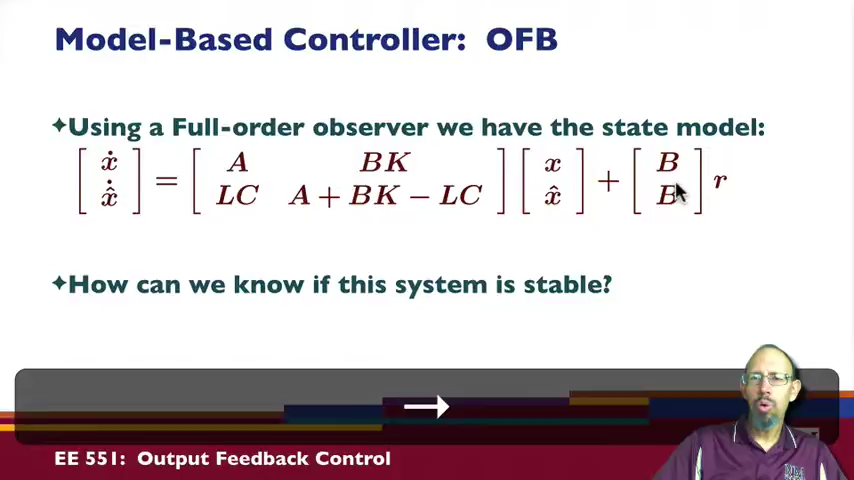 Model-Based Controller: OFB
✦Using a Full-order observer we have the state model:
[ẋ; x̂̇] = [A BK; LC A + BK − LC] [x; x̂] + [B; B] r
✦How can we know if this system is stable?
→
EE 551: Output Feedback Control